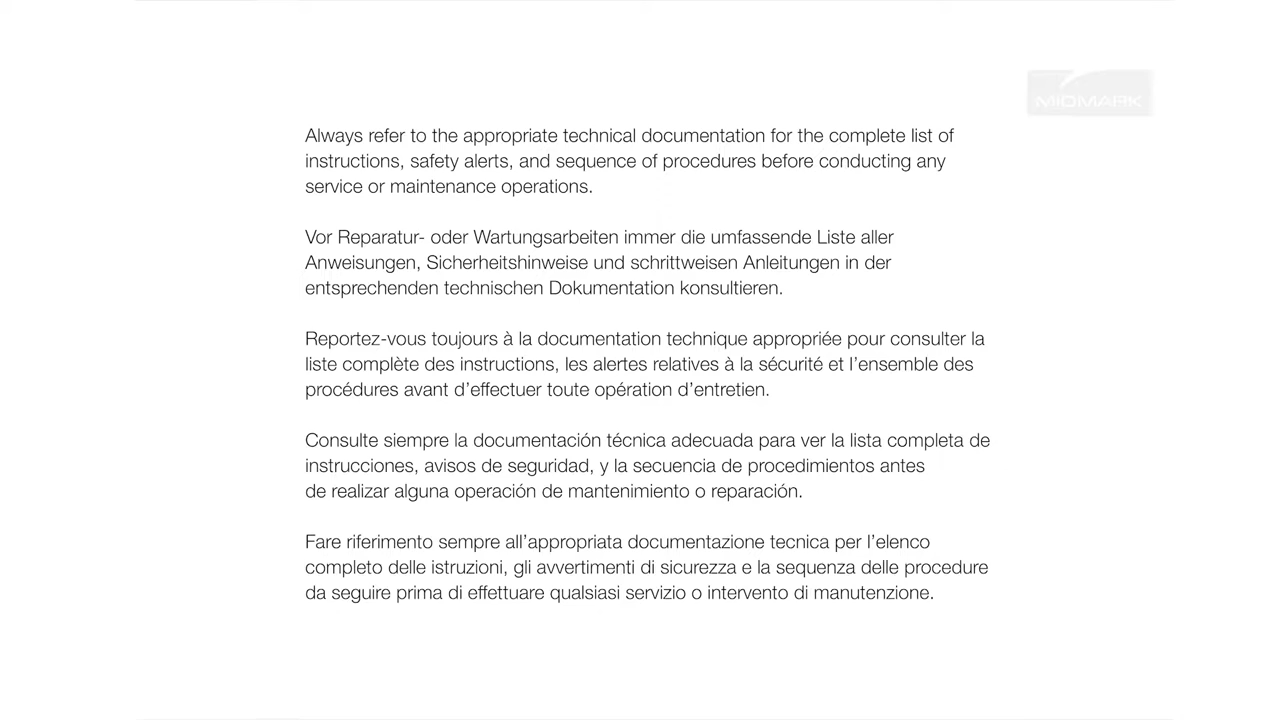 MIDMARK
Always refer to the appropriate technical documentation for the complete list of
instructions, safety alerts, and sequence of procedures before conducting any
service or maintenance operations.
Vor Reparatur- oder Wartungsarbeiten immer die umfassende Liste aller
Anweisungen, Sicherheitshinweise und schrittweisen Anleitungen in der
entsprechenden technischen Dokumentation konsultieren.
Reportez-vous toujours à la documentation technique appropriée pour consulter la
liste complète des instructions, les alertes relatives à la sécurité et l’ensemble des
procédures avant d’effectuer toute opération d’entretien.
Consulte siempre la documentación técnica adecuada para ver la lista completa de
instrucciones, avisos de seguridad, y la secuencia de procedimientos antes
de realizar alguna operación de mantenimiento o reparación.
Fare riferimento sempre all’appropriata documentazione tecnica per l’elenco
completo delle istruzioni, gli avvertimenti di sicurezza e la sequenza delle procedure
da seguire prima di effettuare qualsiasi servizio o intervento di manutenzione.